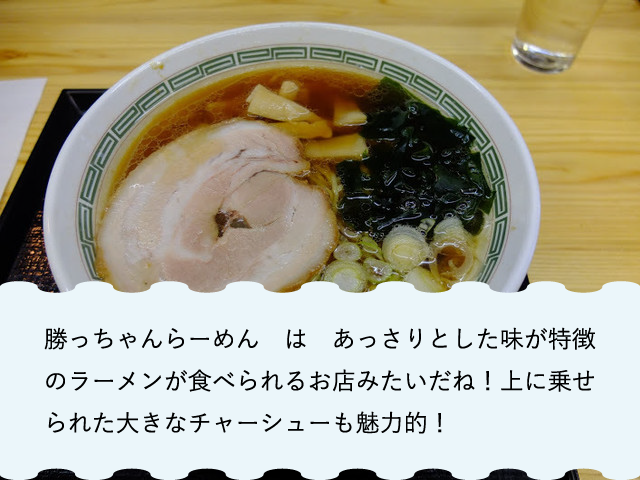 勝っちゃんらーめん　は　あっさりとした味が特徴
のラーメンが食べられるお店みたいだね！上に乗せ
られた大きなチャーシューも魅力的！